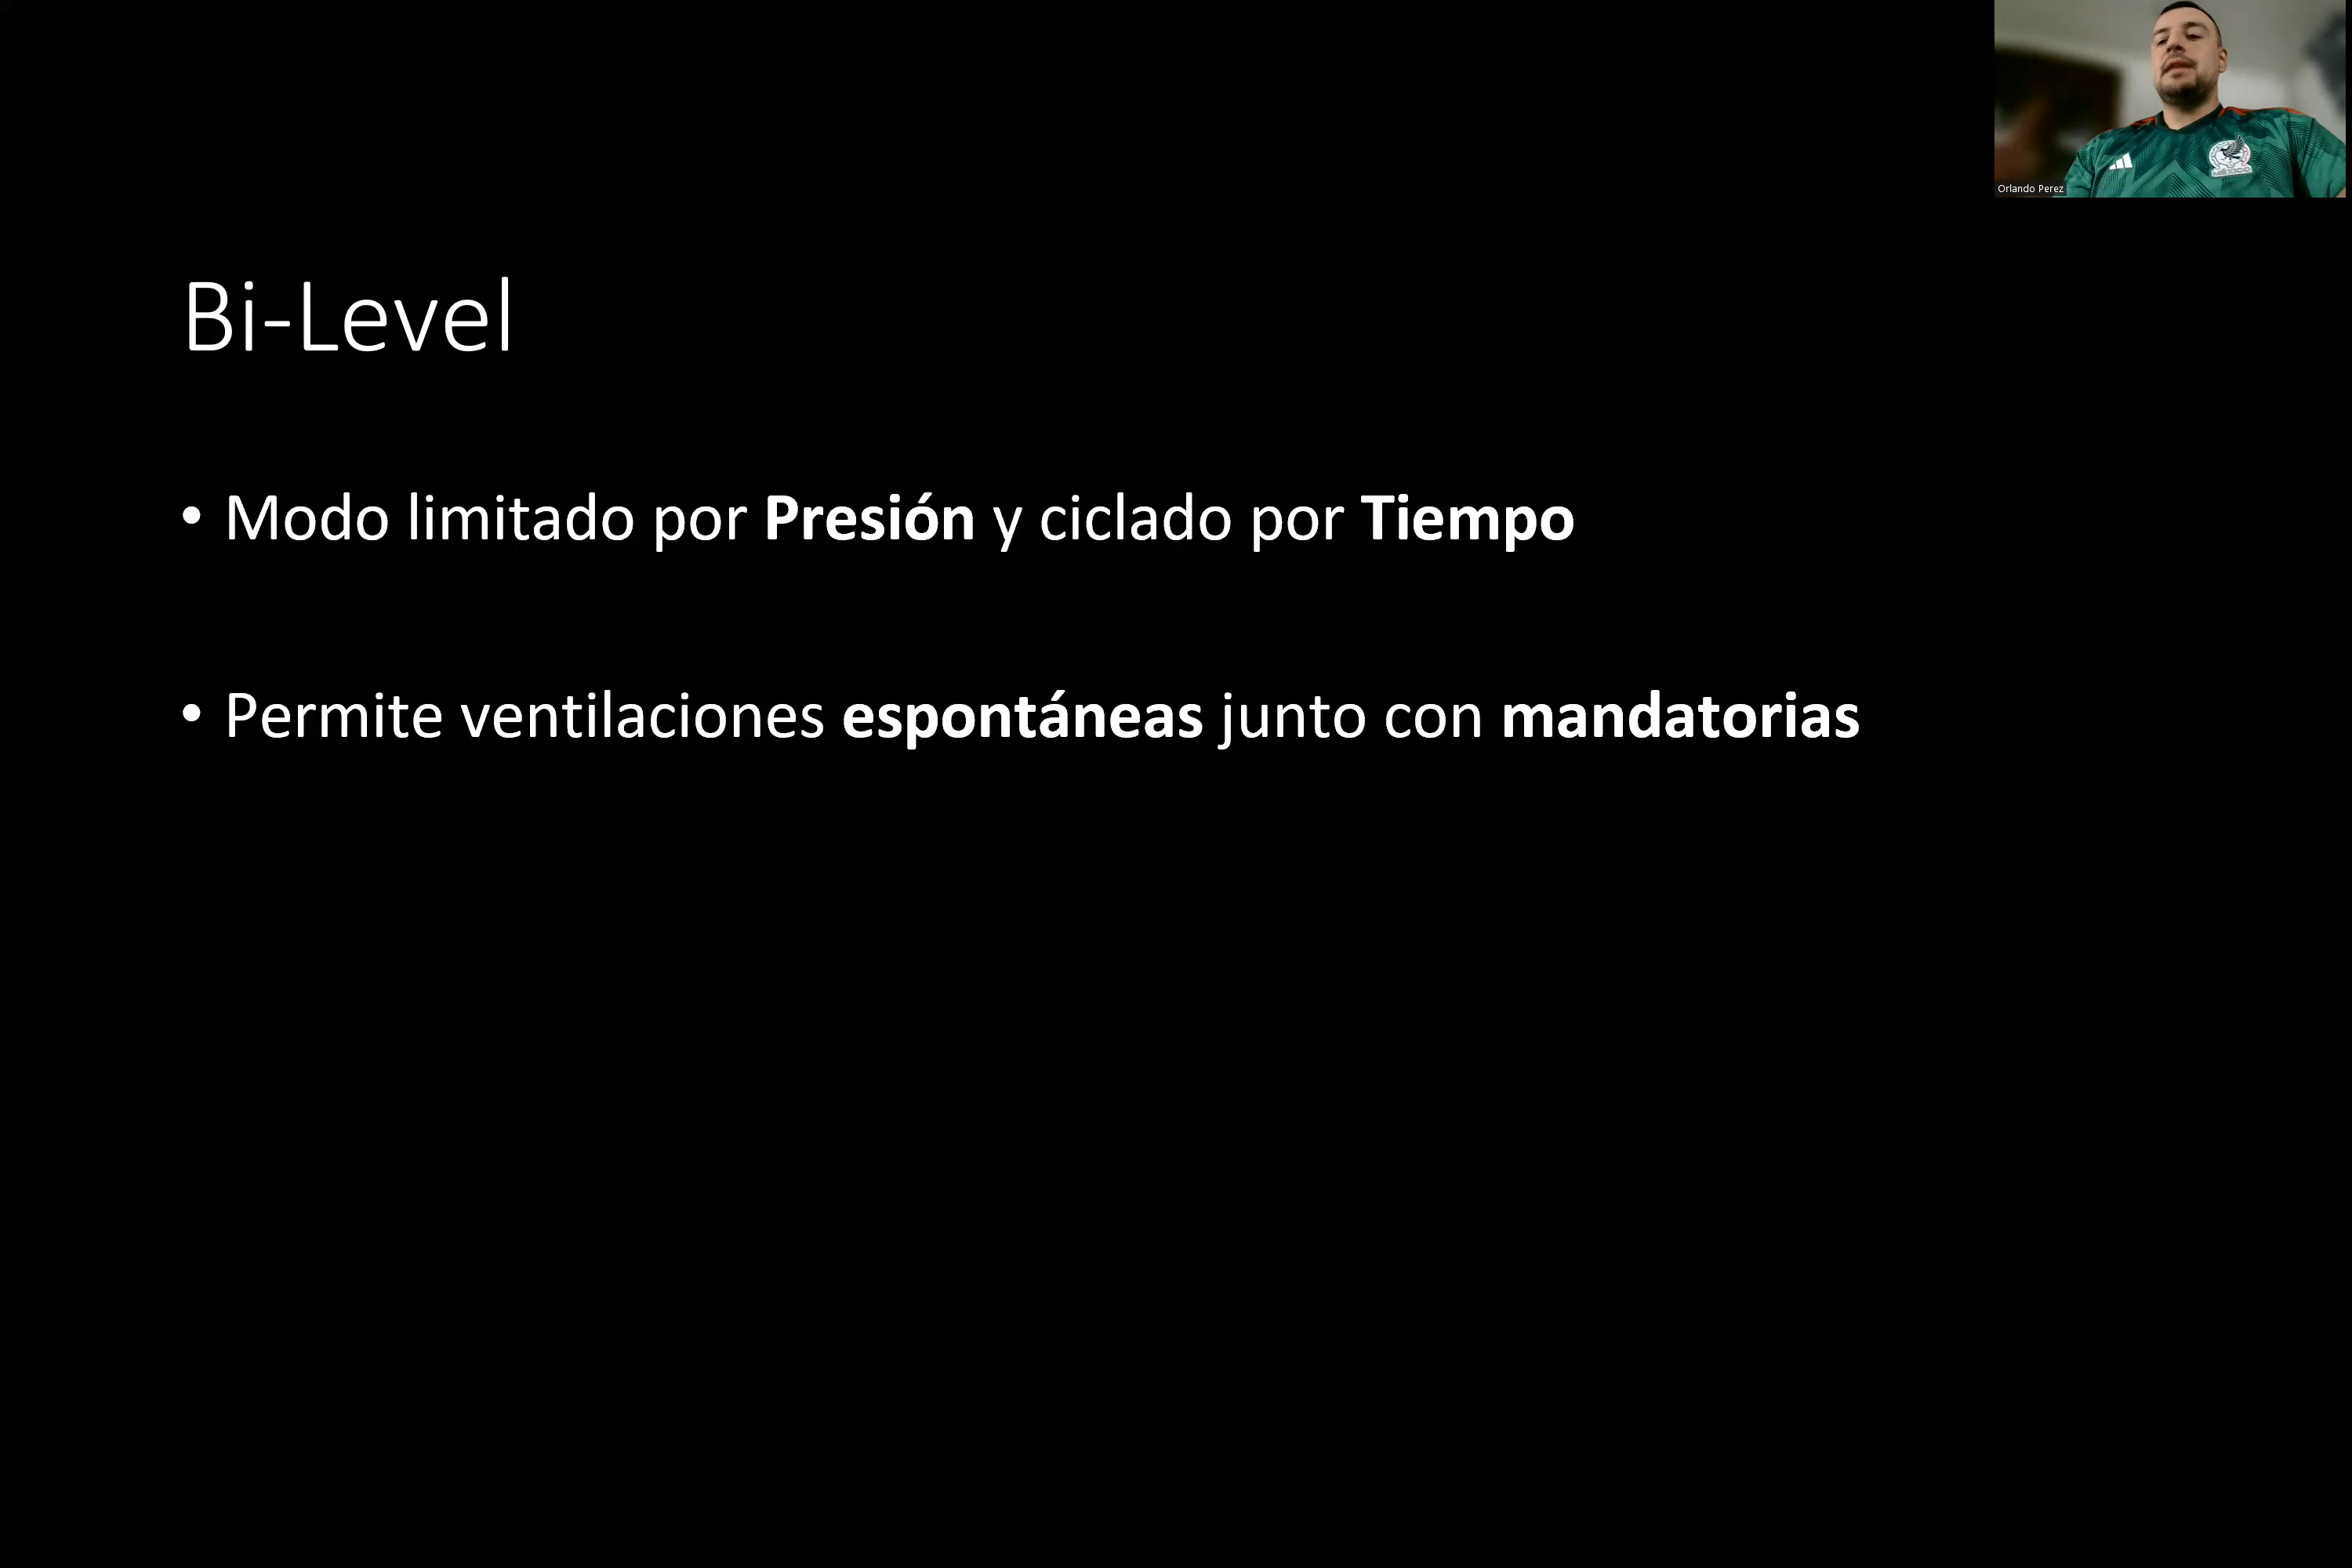 Orlando Perez
Bi-Level
• Modo limitado por Presión y ciclado por Tiempo
• Permite ventilaciones espontáneas junto con mandatorias